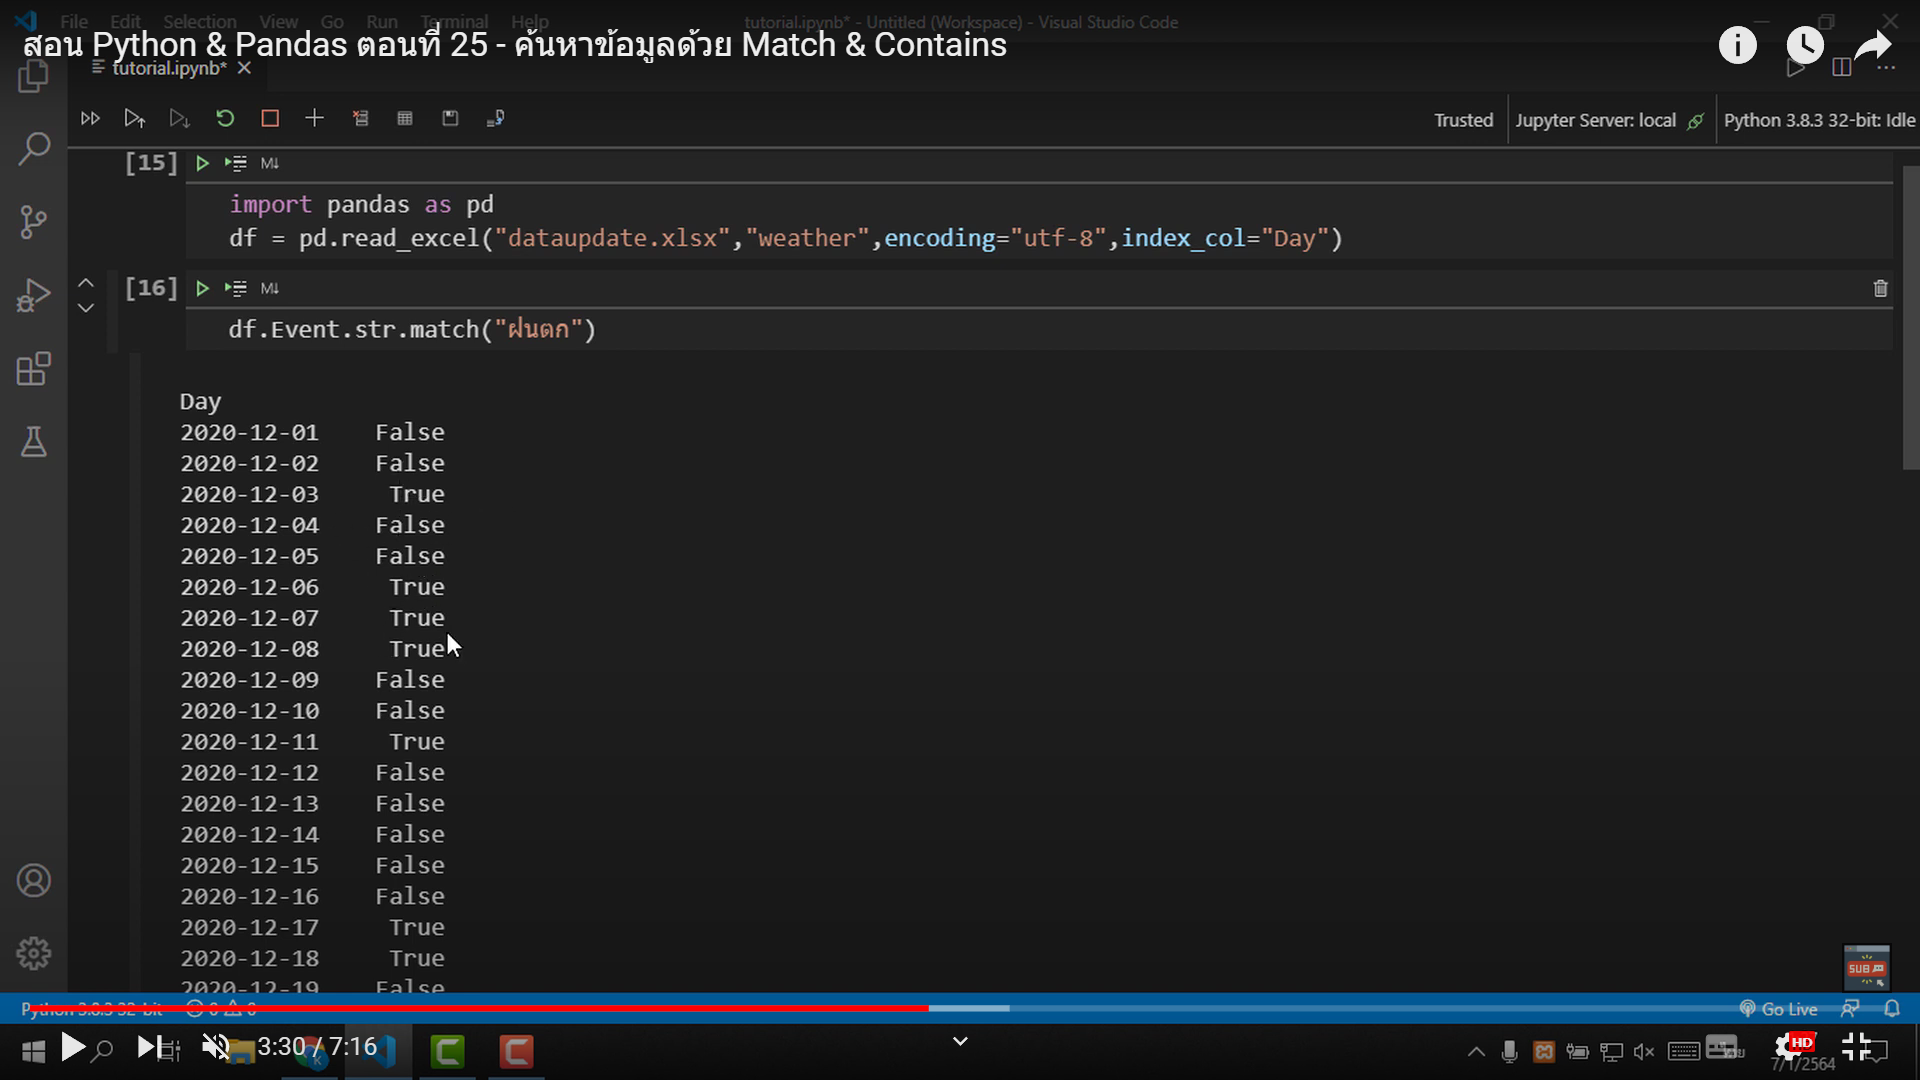 File Edit Selection View Go Run Terminal Help tutorial.ipynb* - Untitled (Workspace) - Visual Studio Code
สอน Python & Pandas ตอนที่ 25 - ค้นหาข้อมูลด้วย Match & Contains
tutorial.ipynb*
Trusted Jupyter Server: local Python 3.8.3 32-bit: Idle
[15] M↓
import pandas as pd
df = pd.read_excel("dataupdate.xlsx","weather",encoding="utf-8",index_col="Day")
[16] M↓
df.Event.str.match("ฝนตก")
Day
2020-12-01 False
2020-12-02 False
2020-12-03 True
2020-12-04 False
2020-12-05 False
2020-12-06 True
2020-12-07 True
2020-12-08 True
2020-12-09 False
2020-12-10 False
2020-12-11 True
2020-12-12 False
2020-12-13 False
2020-12-14 False
2020-12-15 False
2020-12-16 False
2020-12-17 True
2020-12-18 True
2020-12-19 False
SUB
Python 3.8.3 32-bit 0 0 Go Live
3:30 / 7:16
HD
7/1/2564